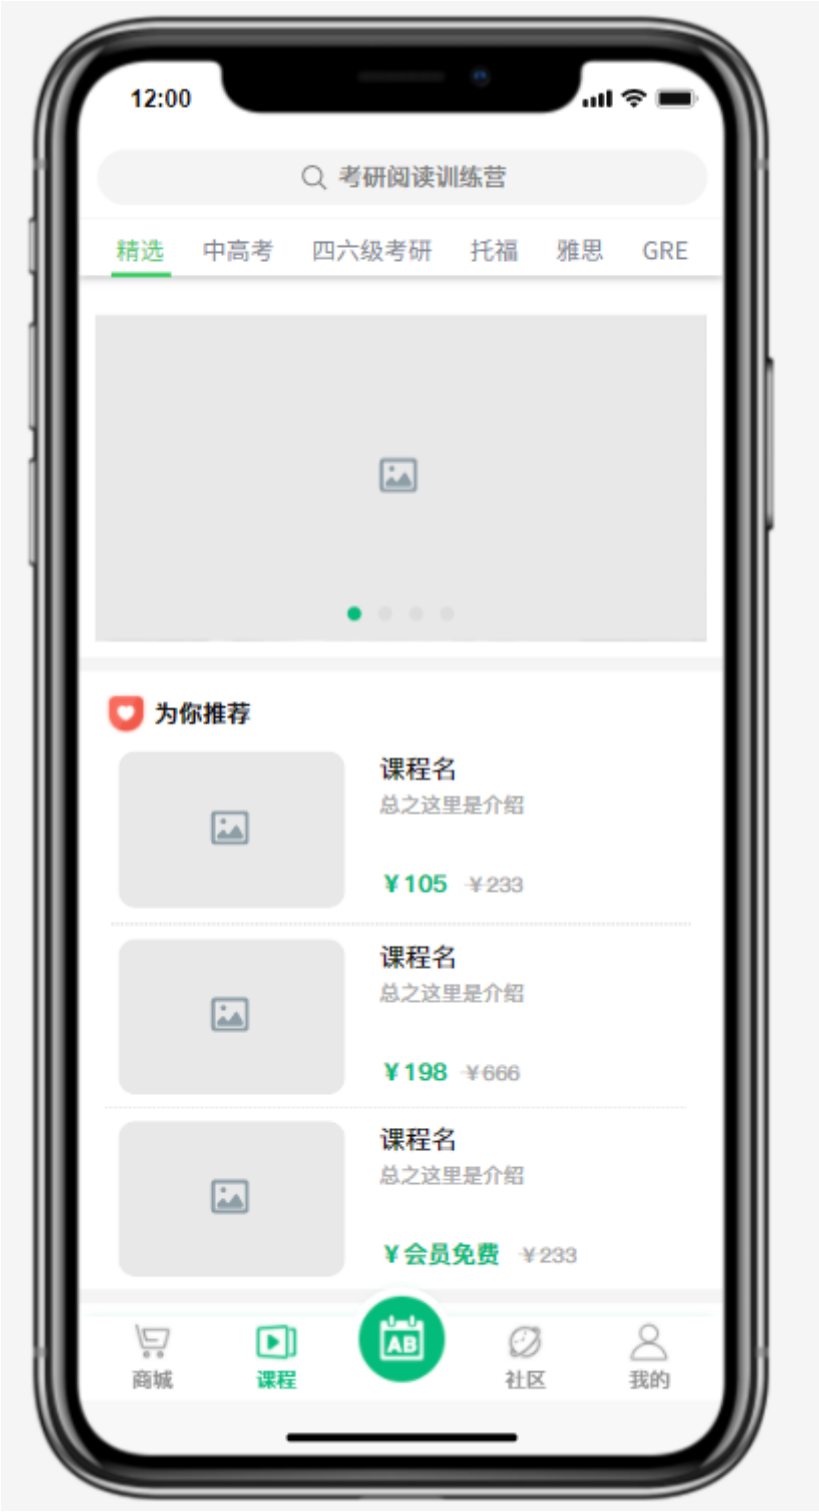 12:00
考研阅读训练营
精选 中高考 四六级考研 托福 雅思 GRE
为你推荐
课程名
总之这里是介绍
¥105 ¥233
课程名
总之这里是介绍
¥198 ¥666
课程名
总之这里是介绍
¥会员免费 ¥233
AB
商城 课程 社区 我的